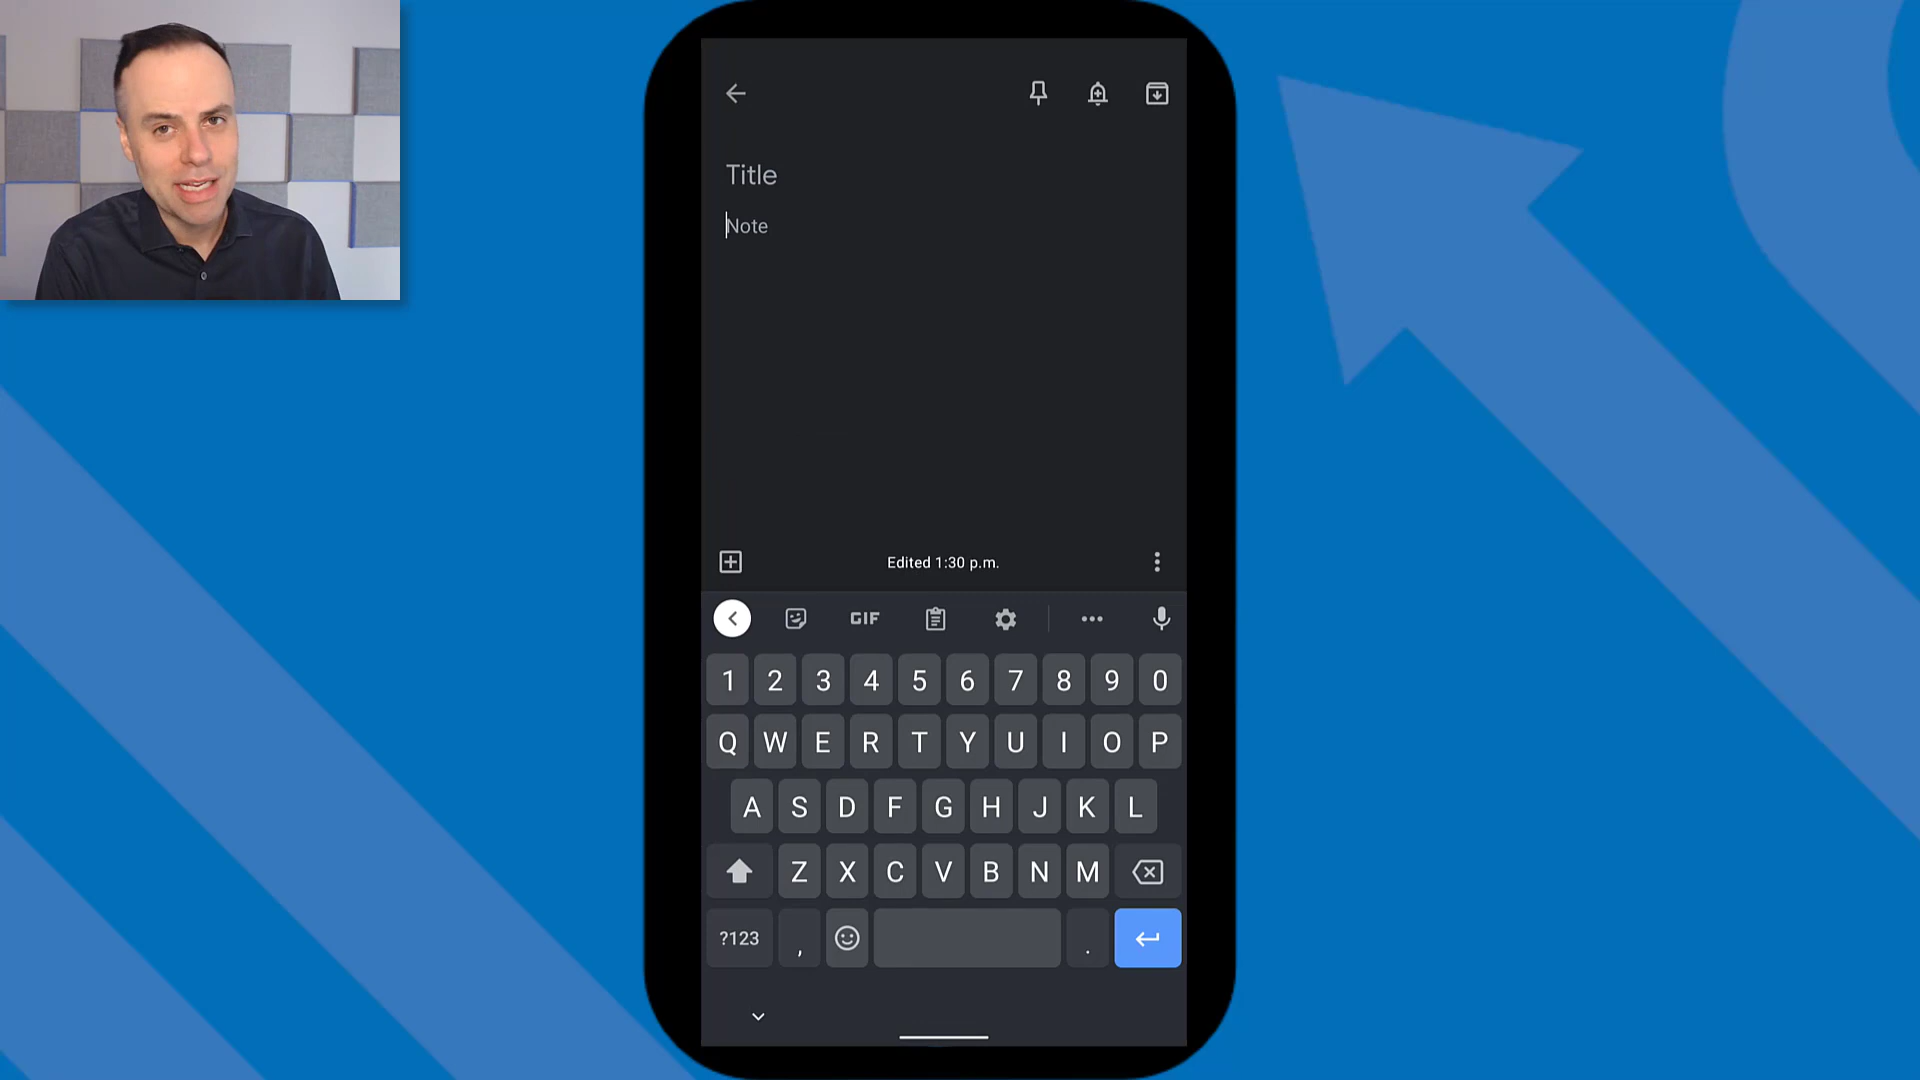 Title
Note
Edited 1:30 p.m.
GIF
1 2 3 4 5 6 7 8 9 0
Q W E R T Y U I O P
A S D F G H J K L
Z X C V B N M
?123 , .